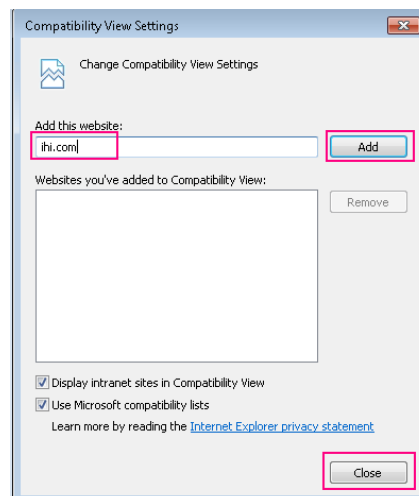 Compatibility View Settings
Change Compatibility View Settings
Add this website:
ihi.com
Add
Websites you've added to Compatibility View:
Remove
Display intranet sites in Compatibility View
Use Microsoft compatibility lists
Learn more by reading the Internet Explorer privacy statement
Close